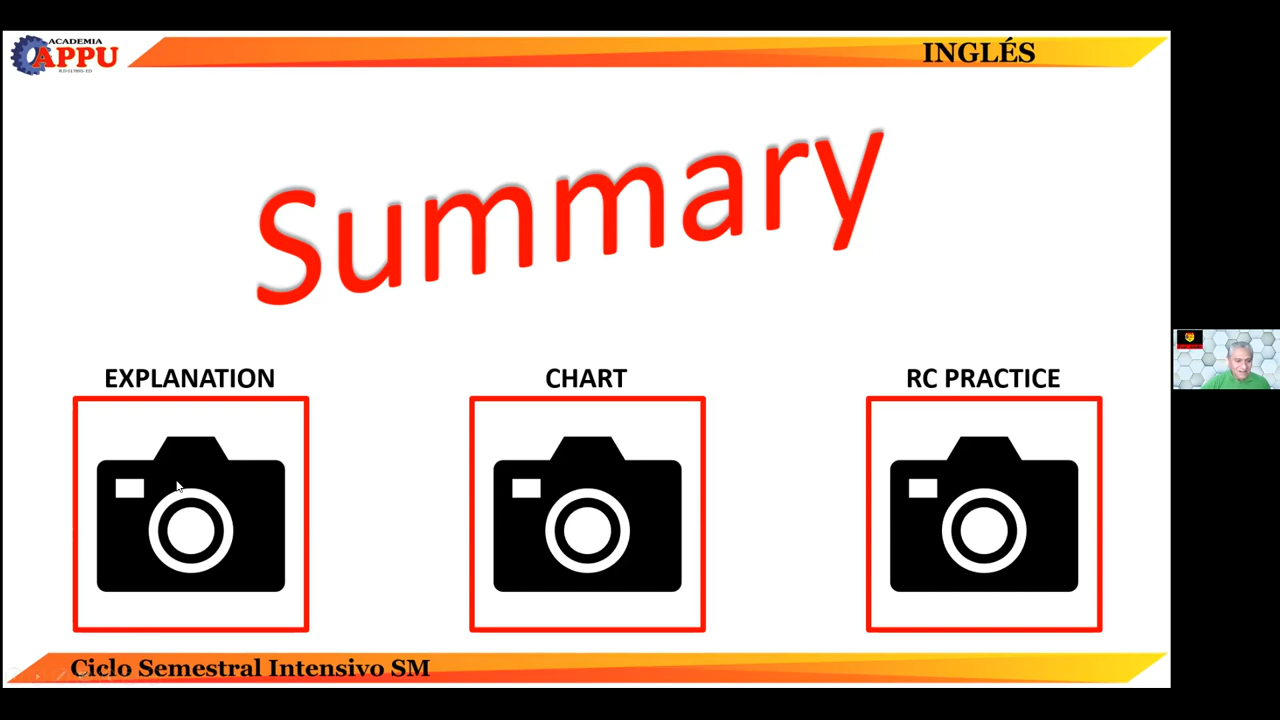 ACADEMIA
APPU
INGLÉS
Summary
EXPLANATION
CHART
RC PRACTICE
Ciclo Semestral Intensivo SM